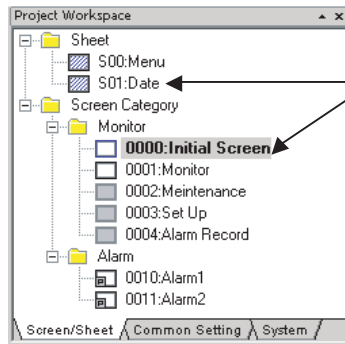 Project Workspace
Sheet
S00:Menu
S01:Date
Screen Category
Monitor
0000:Initial Screen
0001:Monitor
0002:Meintenance
0003:Set Up
0004:Alarm Record
Alarm
0010:Alarm1
0011:Alarm2
Screen/Sheet Common Setting System